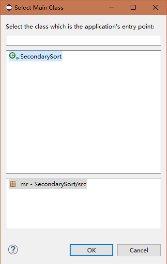 Select Main Class
Select the class which is the application's entry point:
SecondarySort
mr - SecondarySort/src
OK
Cancel